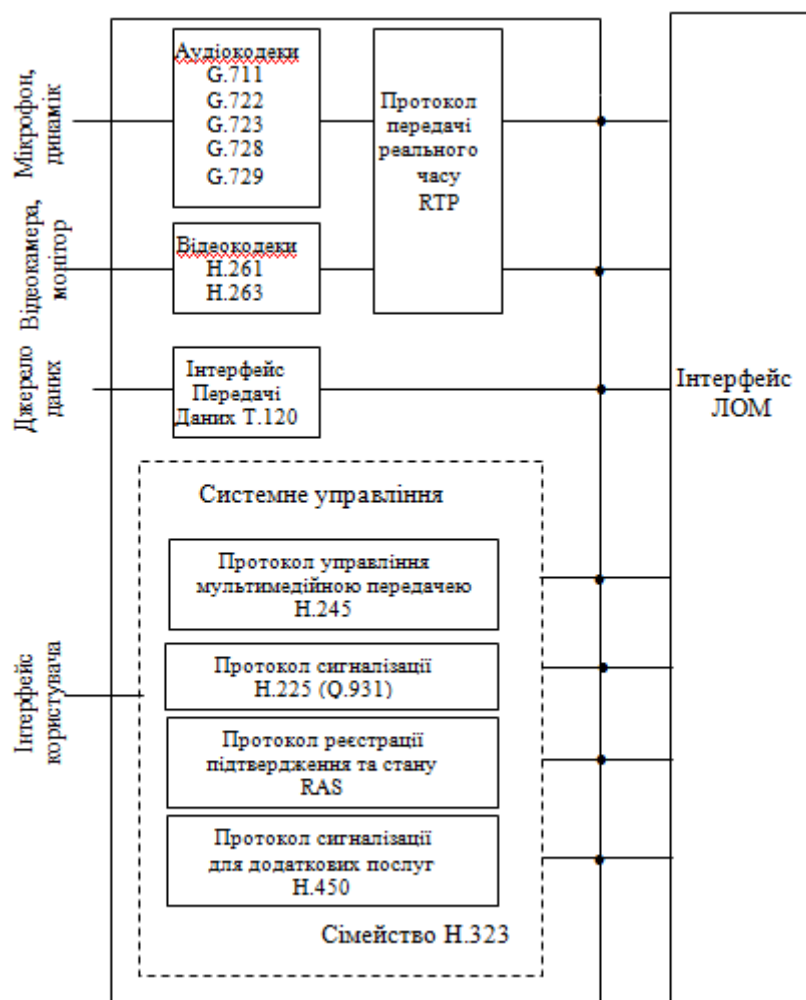 Мікрофон,
динамік
Аудіокодеки
G.711
G.722
G.723
G.728
G.729
Протокол
передачі
реального
часу
RTP
Відеокамера,
монітор
Відеокодеки
H.261
H.263
Джерело
даних
Інтерфейс
Передачі
Даних Т.120
Інтерфейс
ЛОМ
Системне управління
Протокол управління
мультимедійною передачею
H.245
Інтерфейс
користувача
Протокол сигналізації
H.225 (Q.931)
Протокол реєстрації
підтвердження та стану
RAS
Протокол сигналізації
для додаткових послуг
H.450
Сімейство H.323